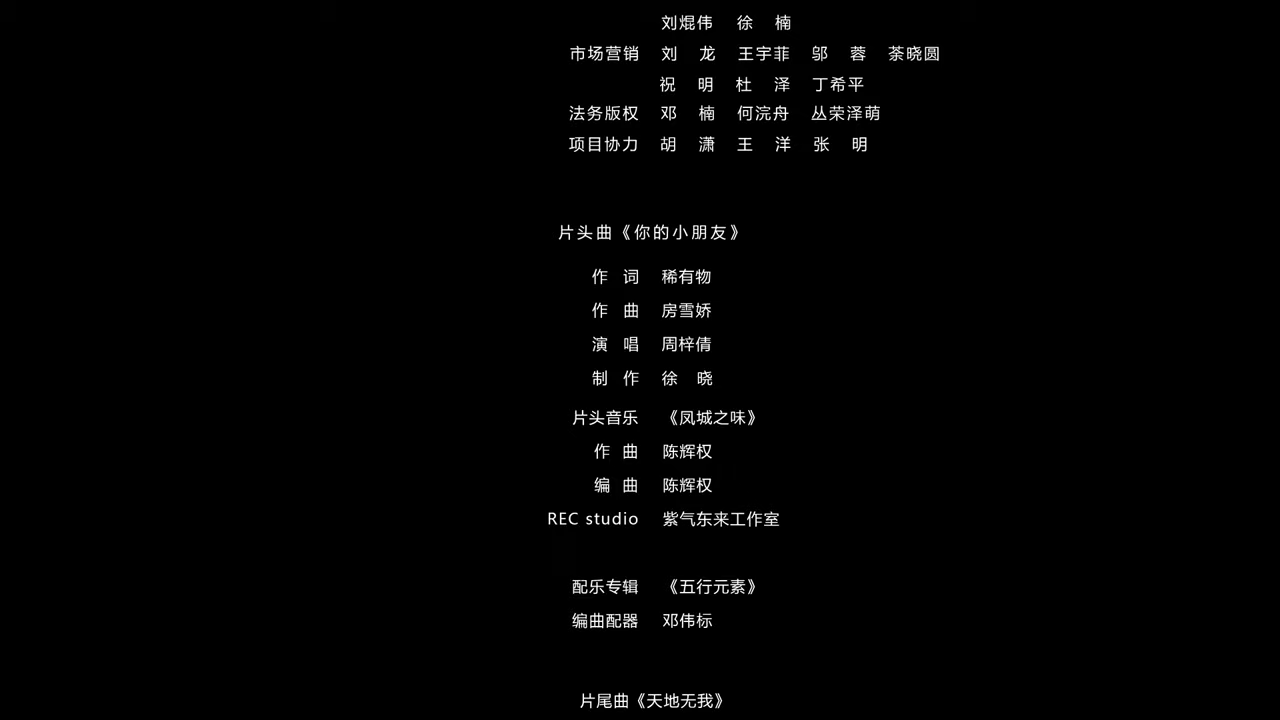 刘焜伟 徐 楠
市场营销 刘 龙 王宇菲 邬 蓉 茶晓圆
祝 明 杜 泽 丁希平
法务版权 邓 楠 何浣舟 丛荣泽萌
项目协力 胡 潇 王 洋 张 明
片头曲《你的小朋友》
作 词 稀有物
作 曲 房雪娇
演 唱 周梓倩
制 作 徐 晓
片头音乐 《凤城之味》
作 曲 陈辉权
编 曲 陈辉权
REC studio 紫气东来工作室
配乐专辑 《五行元素》
编曲配器 邓伟标
片尾曲《天地无我》